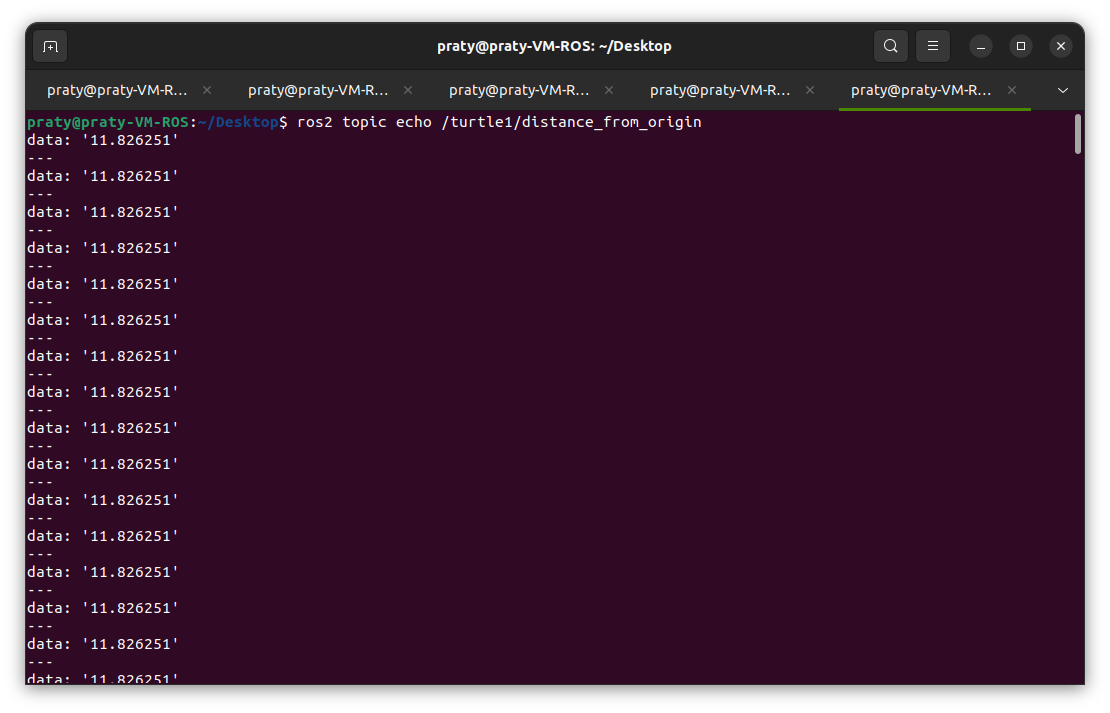 praty@praty-VM-ROS: ~/Desktop
praty@praty-VM-R... praty@praty-VM-R... praty@praty-VM-R... praty@praty-VM-R... praty@praty-VM-R...
praty@praty-VM-ROS:~/Desktop$ ros2 topic echo /turtle1/distance_from_origin
data: '11.826251'
---
data: '11.826251'
---
data: '11.826251'
---
data: '11.826251'
---
data: '11.826251'
---
data: '11.826251'
---
data: '11.826251'
---
data: '11.826251'
---
data: '11.826251'
---
data: '11.826251'
---
data: '11.826251'
---
data: '11.826251'
---
data: '11.826251'
---
data: '11.826251'
---
data: '11.826251'
---
data: '11.826251'